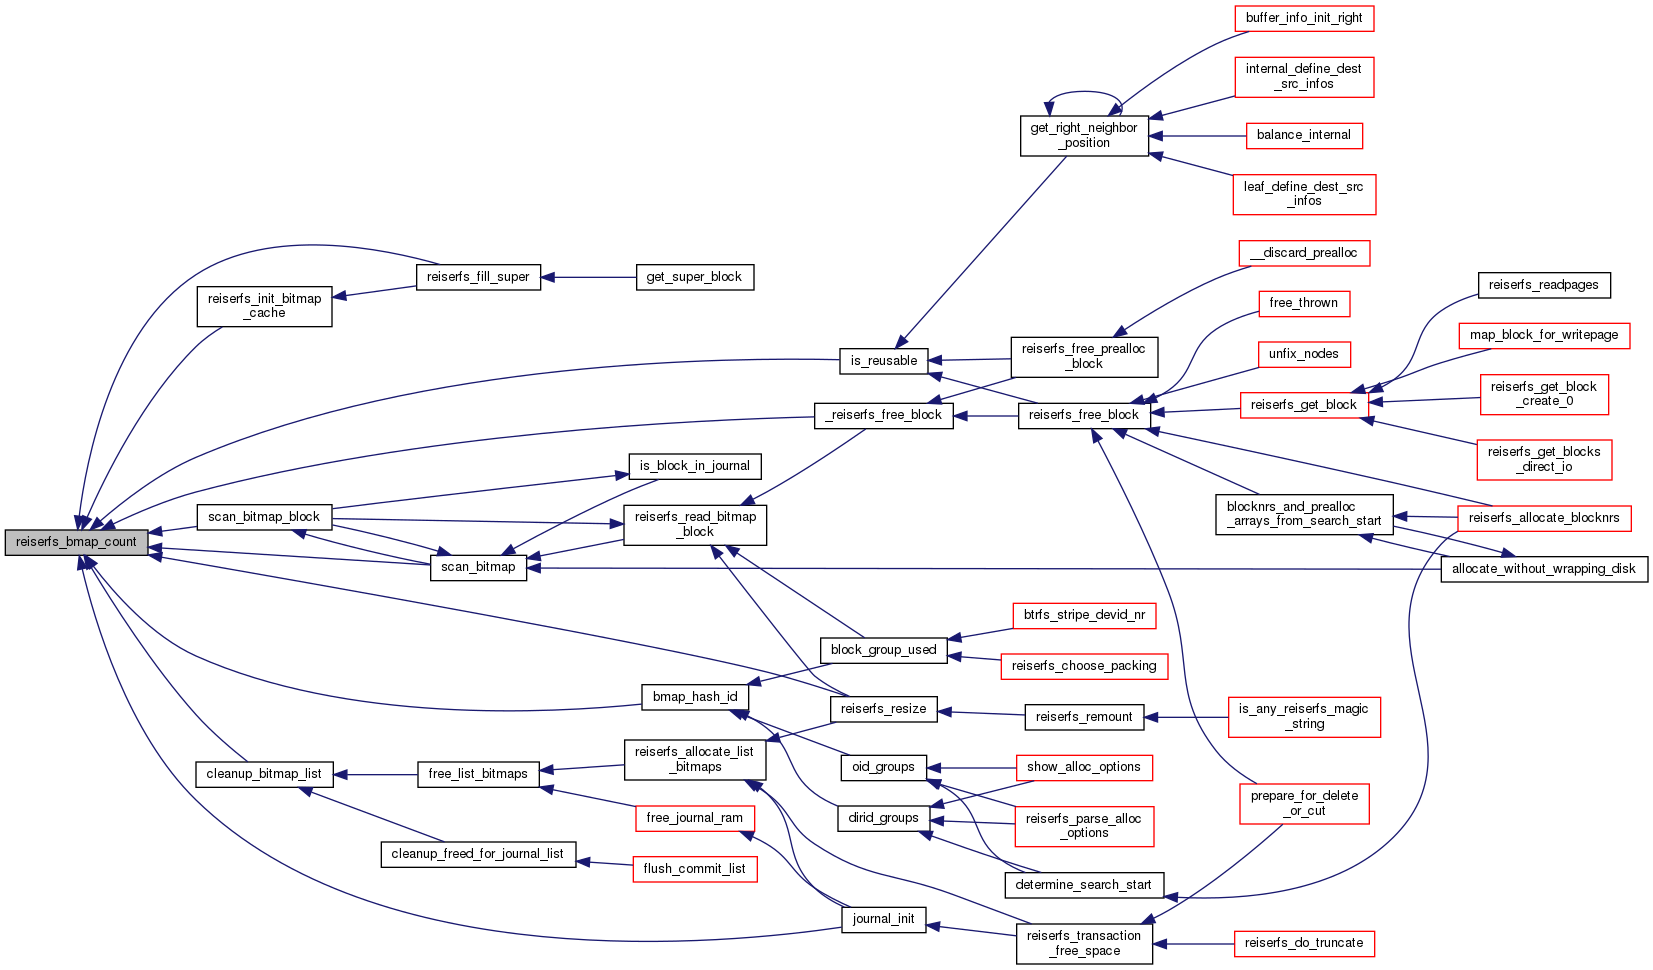 buffer_info_init_right
internal_define_dest
_src_infos
get_right_neighbor
_position
balance_internal
leaf_define_dest_src
_infos
__discard_prealloc
reiserfs_fill_super
get_super_block
reiserfs_readpages
reiserfs_init_bitmap
_cache
free_thrown
map_block_for_writepage
is_reusable
reiserfs_free_prealloc
_block
unfix_nodes
reiserfs_get_block
_create_0
_reiserfs_free_block
reiserfs_free_block
reiserfs_get_block
reiserfs_get_blocks
_direct_io
is_block_in_journal
scan_bitmap_block
reiserfs_read_bitmap
_block
blocknrs_and_prealloc
_arrays_from_search_start
reiserfs_allocate_blocknrs
reiserfs_bmap_count
scan_bitmap
allocate_without_wrapping_disk
btrfs_stripe_devid_nr
block_group_used
reiserfs_choose_packing
bmap_hash_id
reiserfs_resize
reiserfs_remount
is_any_reiserfs_magic
_string
reiserfs_allocate_list
_bitmaps
cleanup_bitmap_list
free_list_bitmaps
oid_groups
show_alloc_options
free_journal_ram
dirid_groups
reiserfs_parse_alloc
_options
prepare_for_delete
_or_cut
cleanup_freed_for_journal_list
flush_commit_list
determine_search_start
journal_init
reiserfs_transaction
_free_space
reiserfs_do_truncate